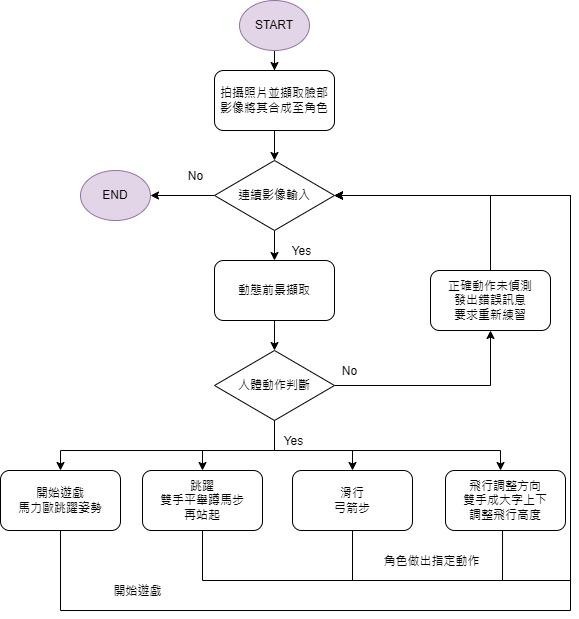 START
拍攝照片並擷取臉部
影像將其合成至角色
No
END
連續影像輸入
Yes
動態前景擷取
正確動作未偵測
發出錯誤訊息
要求重新練習
人體動作判斷
No
Yes
開始遊戲
馬力歐跳躍姿勢
跳躍
雙手平舉蹲馬步
再站起
滑行
弓箭步
飛行調整方向
雙手成大字上下
調整飛行高度
角色做出指定動作
開始遊戲